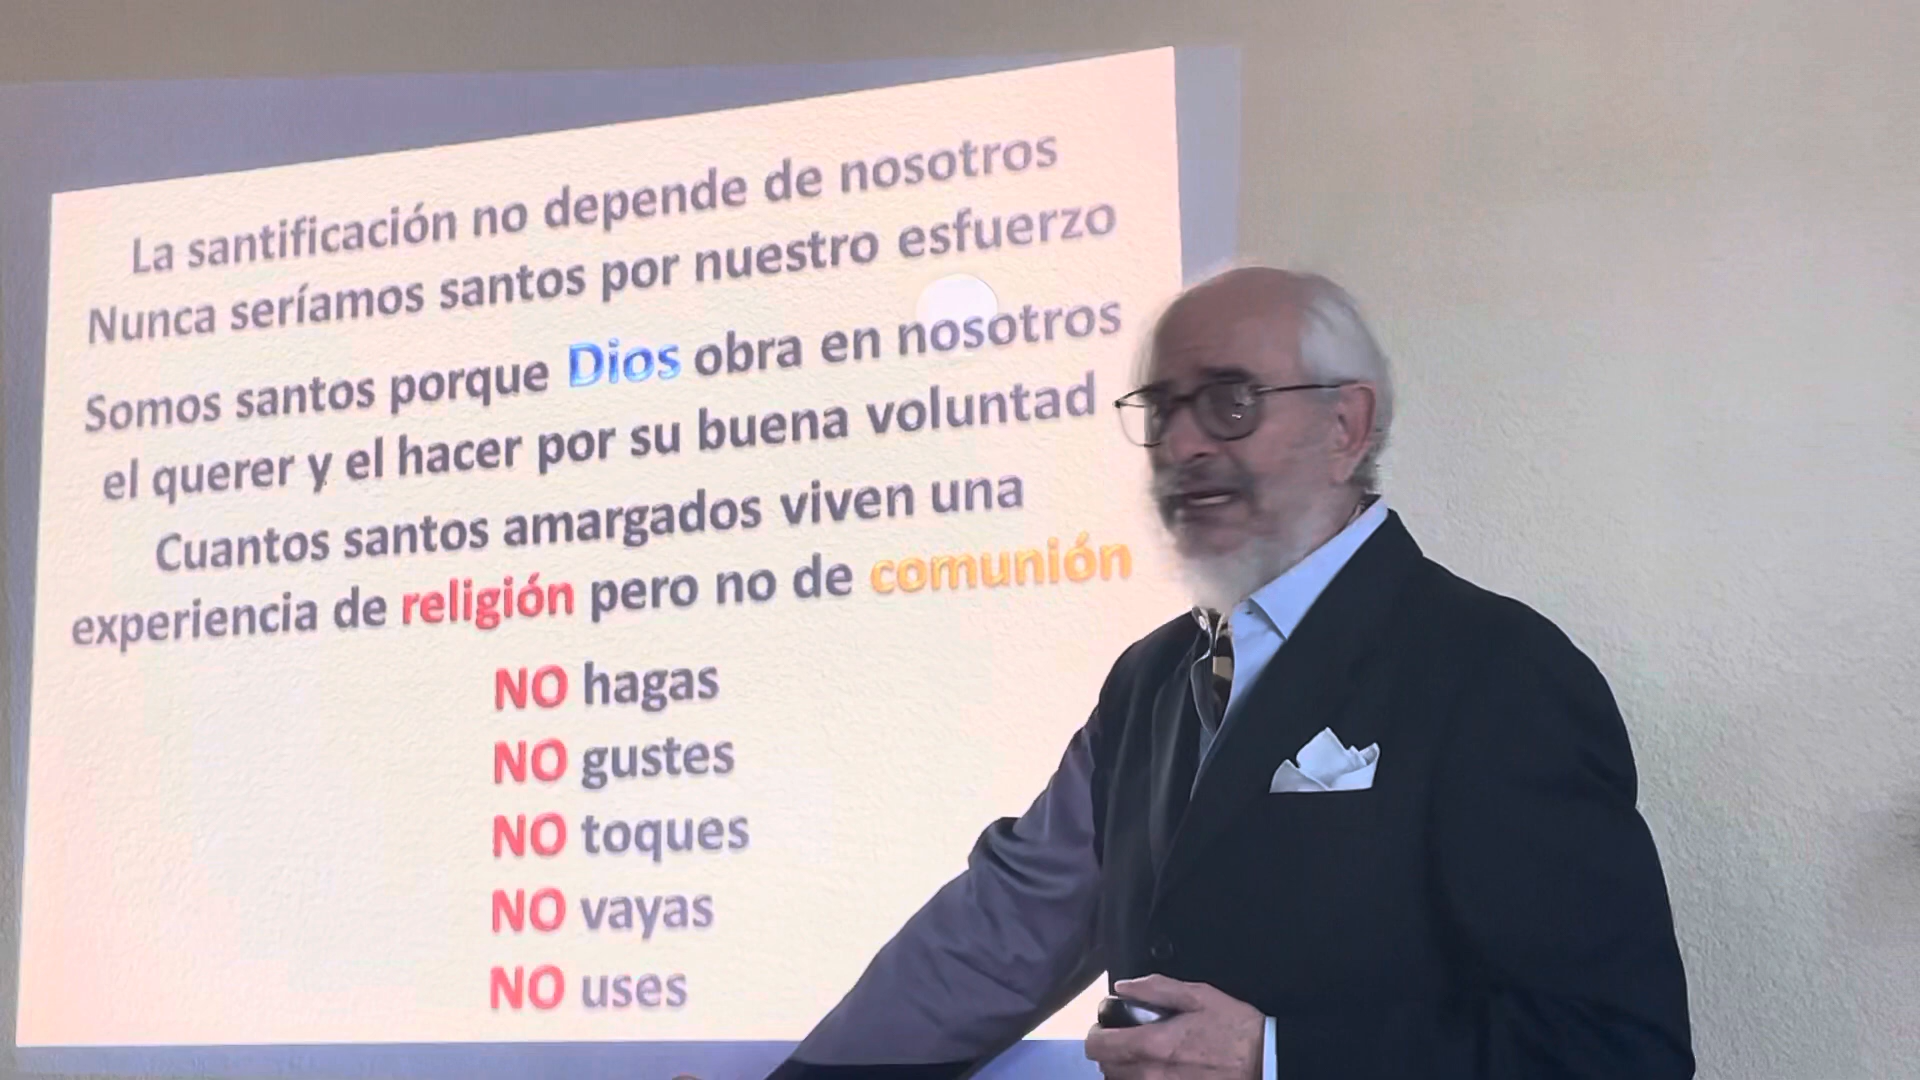 La santificación no depende de nosotros
Nunca seríamos santos por nuestro esfuerzo
Somos santos porque Dios obra en nosotros
el querer y el hacer por su buena voluntad
Cuantos santos amargados viven una
experiencia de religión pero no de comunión
NO hagas
NO gustes
NO toques
NO vayas
NO uses